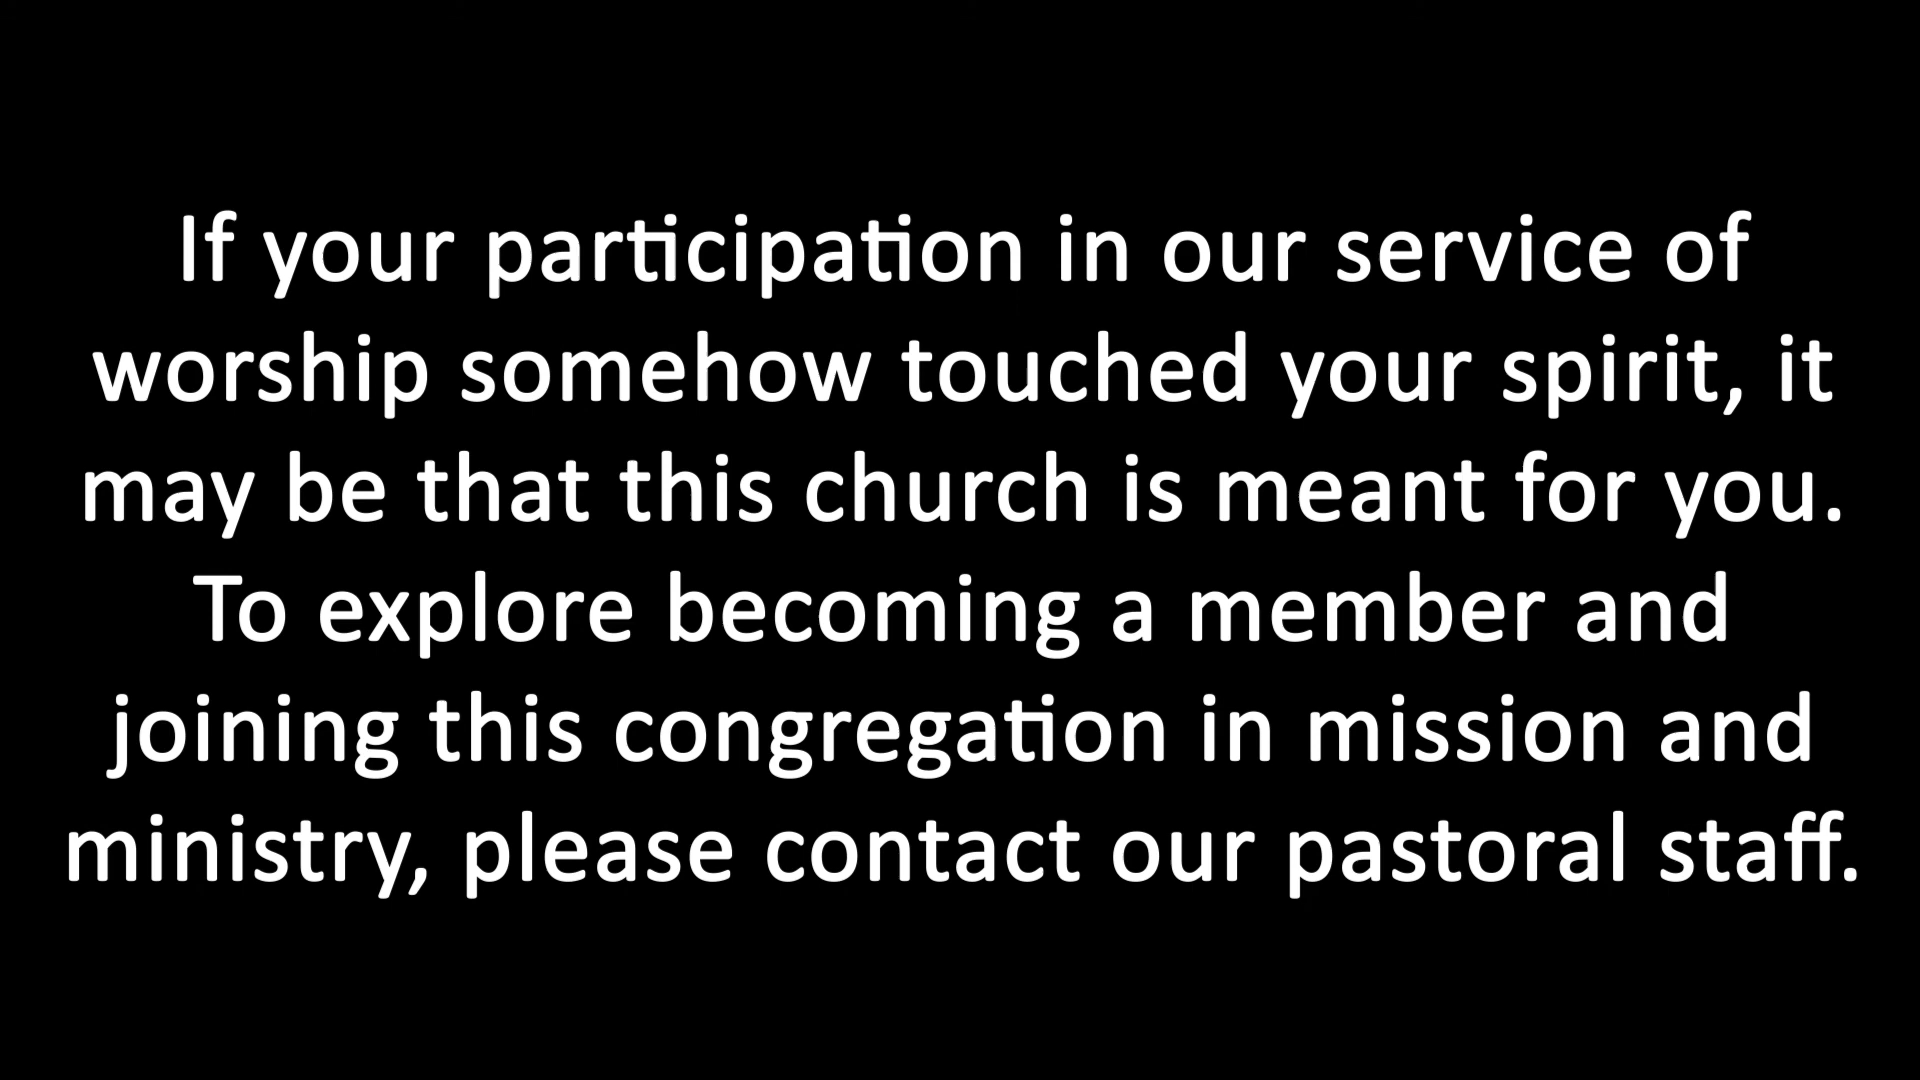 If your participation in our service of
worship somehow touched your spirit, it
may be that this church is meant for you.
To explore becoming a member and
joining this congregation in mission and
ministry, please contact our pastoral staff.